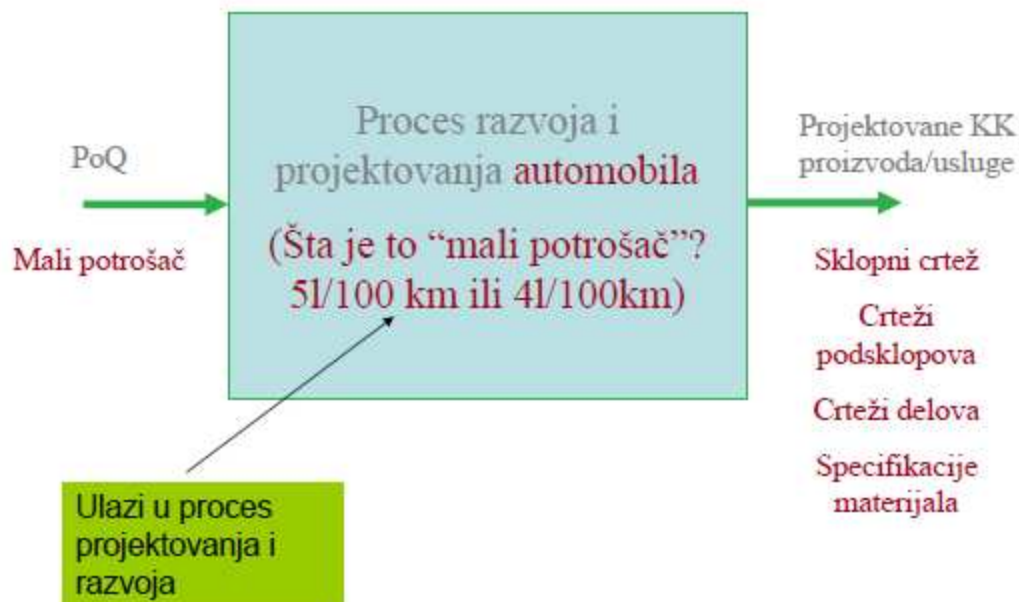 PoQ
Mali potrošač
Proces razvoja i
projektovanja automobila
(Šta je to “mali potrošač”?
5l/100 km ili 4l/100km)
Projektovane KK
proizvoda/usluge
Sklopni crtež
Crteži
podsklopova
Crteži delova
Specifikacije
materijala
Ulazi u proces
projektovanja i
razvoja